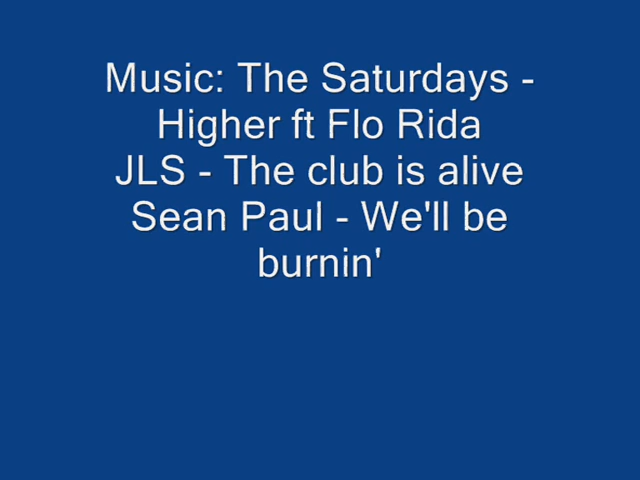 Music: The Saturdays -
Higher ft Flo Rida
JLS - The club is alive
Sean Paul - We'll be
burnin'